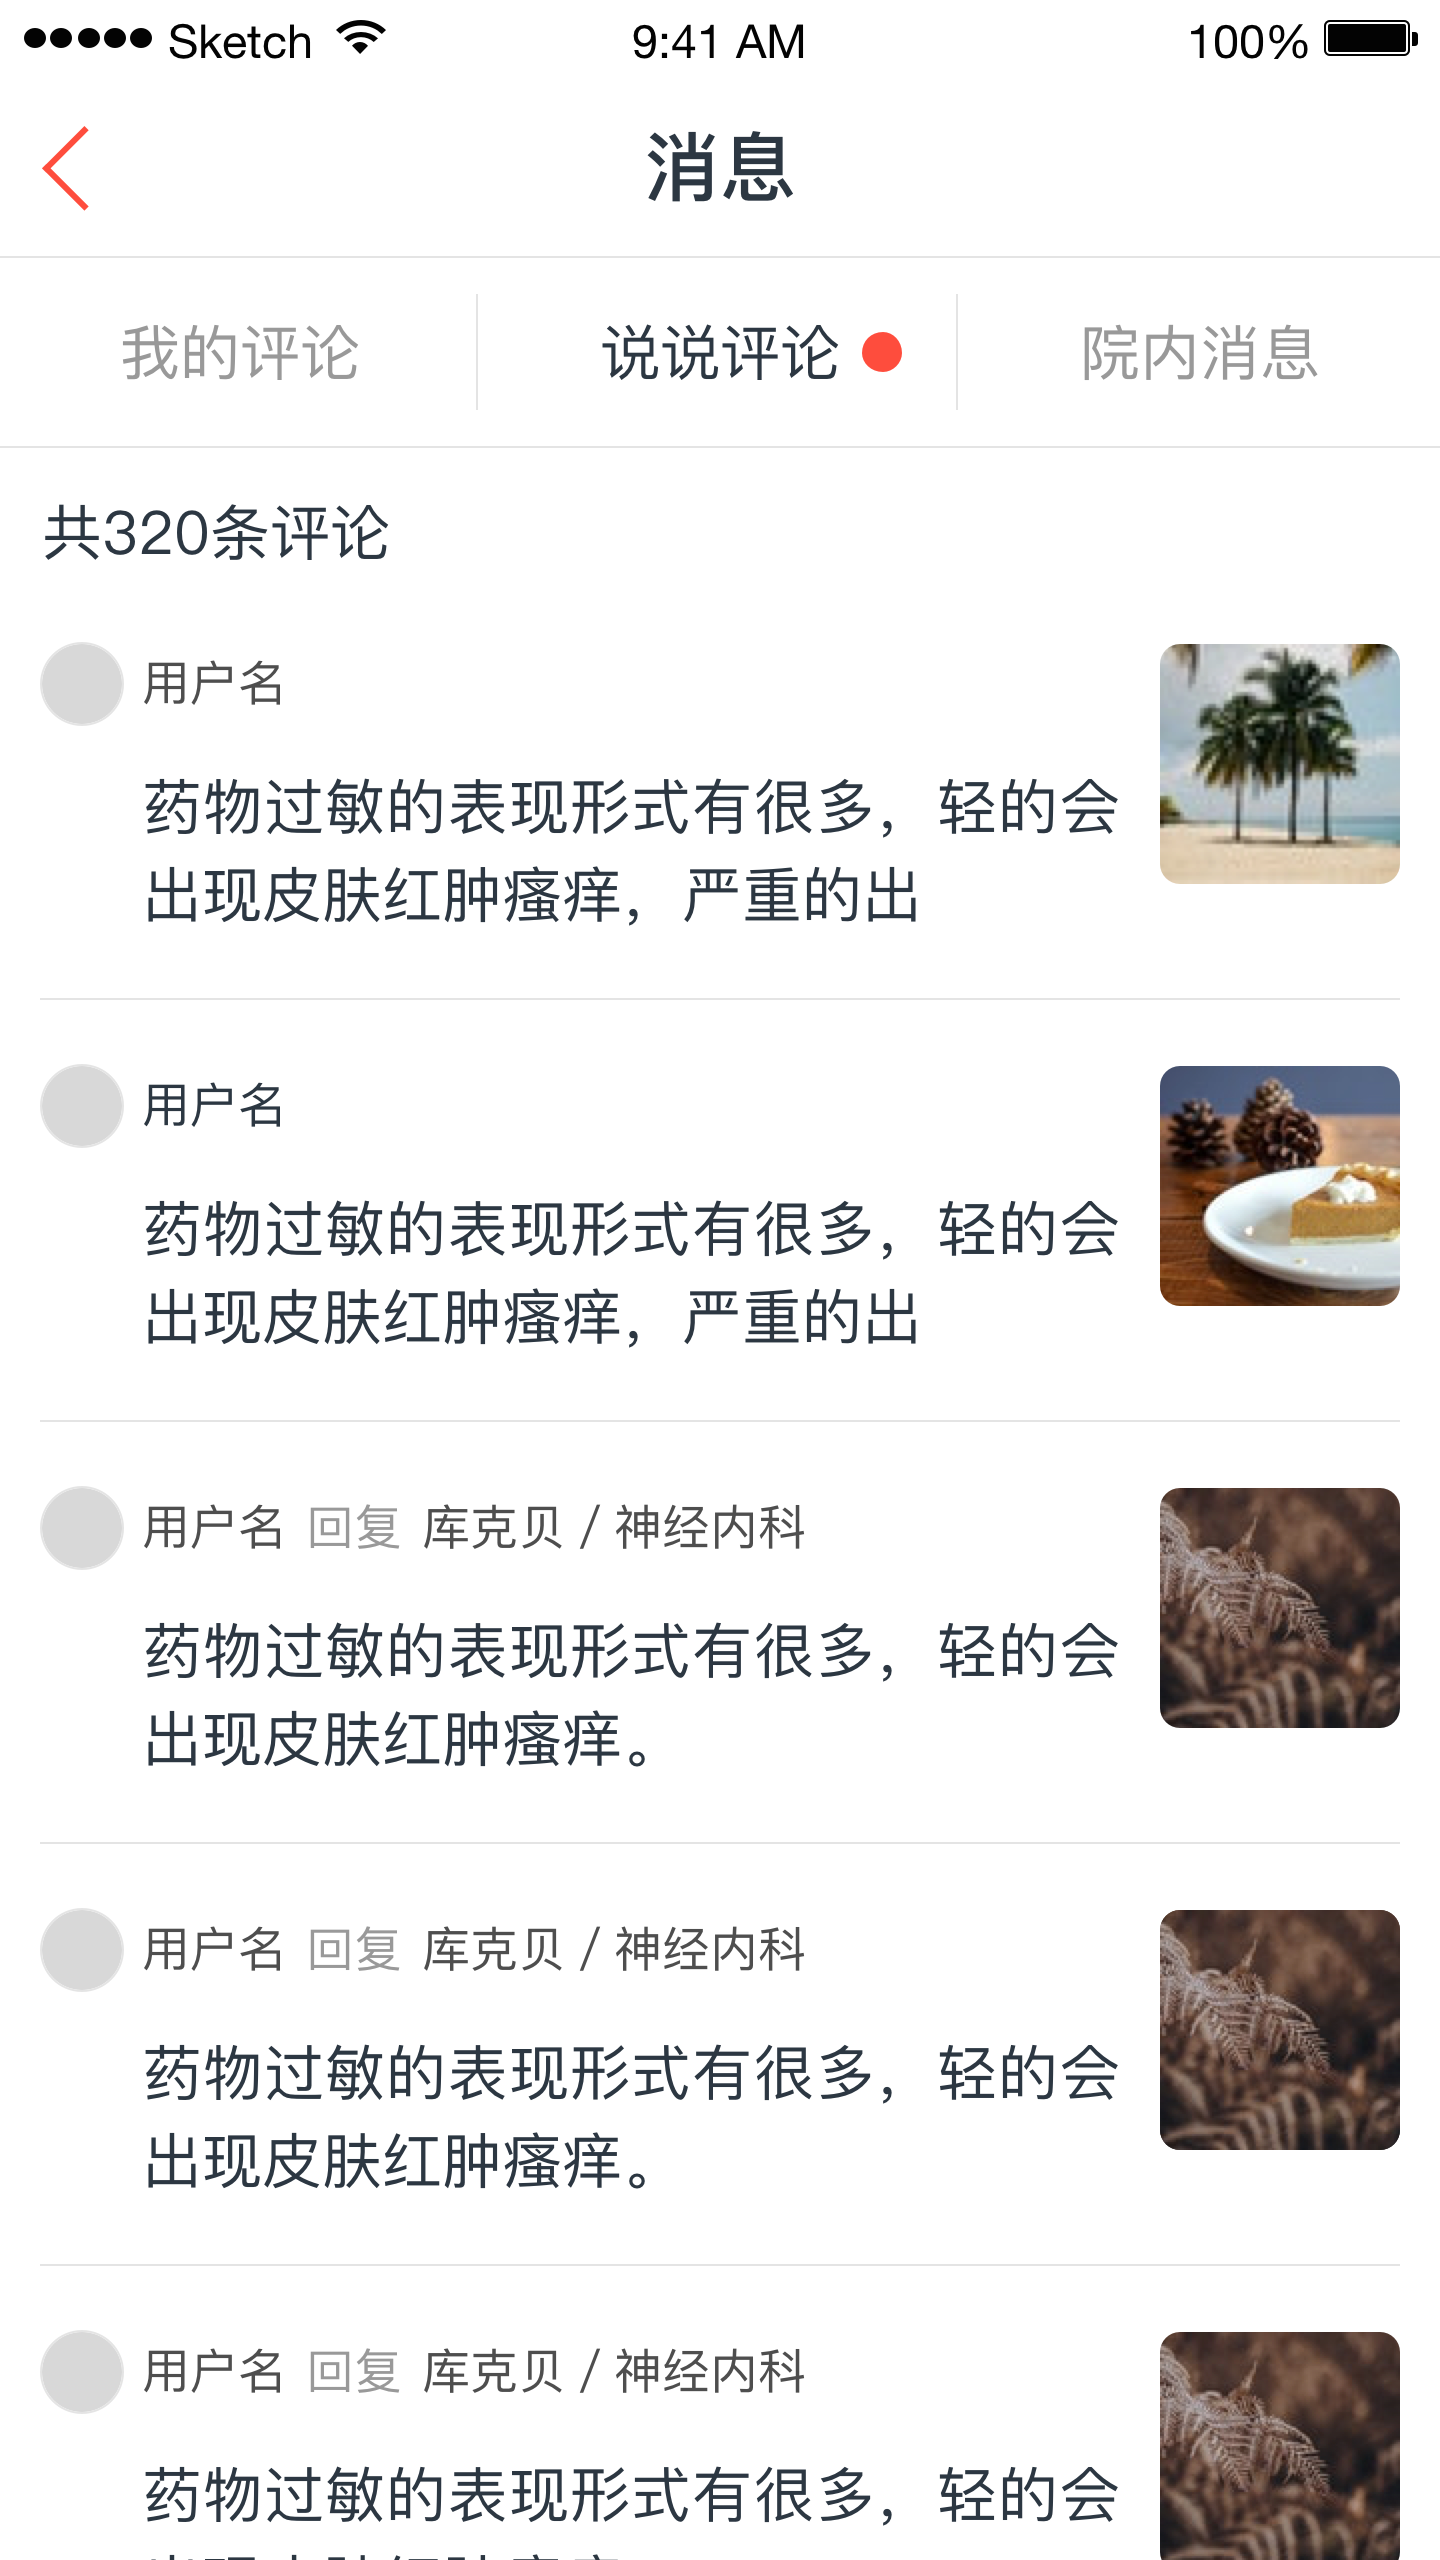 Sketch 9:41 AM 100%
消息
我的评论 说说评论 院内消息
共320条评论
用户名
药物过敏的表现形式有很多，轻的会
出现皮肤红肿瘙痒，严重的出
用户名
药物过敏的表现形式有很多，轻的会
出现皮肤红肿瘙痒，严重的出
用户名 回复 库克贝 / 神经内科
药物过敏的表现形式有很多，轻的会
出现皮肤红肿瘙痒。
用户名 回复 库克贝 / 神经内科
药物过敏的表现形式有很多，轻的会
出现皮肤红肿瘙痒。
用户名 回复 库克贝 / 神经内科
药物过敏的表现形式有很多，轻的会